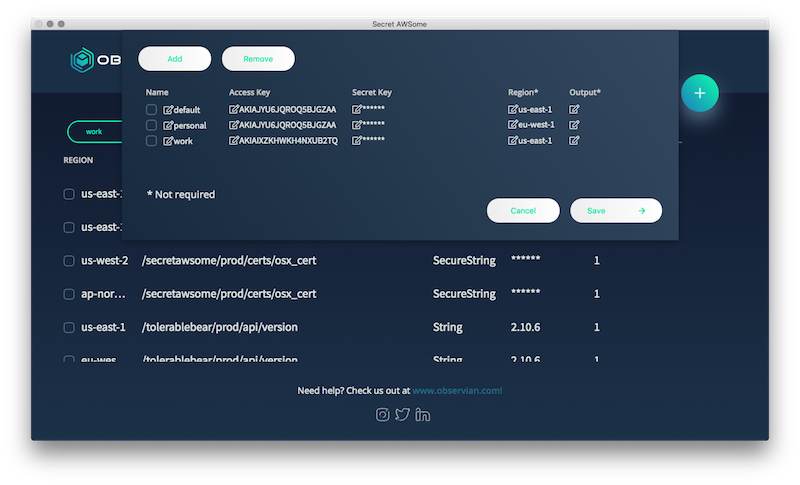 Secret AWSome
OB
Add Remove
Name Access Key Secret Key Region* Output*
default AKIAJYU6JQROQ5BJGZAA ****** us-east-1
personal AKIAJYU6JQROQ5BJGZAA ****** eu-west-1
work AKIAIXZKHWKH4NXUB2TQ ****** us-east-1
* Not required
Cancel Save
work
REGION
us-east-1
us-east-1
us-west-2 /secretawsome/prod/certs/osx_cert SecureString ****** 1
ap-nor... /secretawsome/prod/certs/osx_cert SecureString ****** 1
us-east-1 /tolerablebear/prod/api/version String 2.10.6 1
eu-wes /tolerablebear/prod/api/version String 2.10.6 1
Need help? Check us out at www.observian.com!